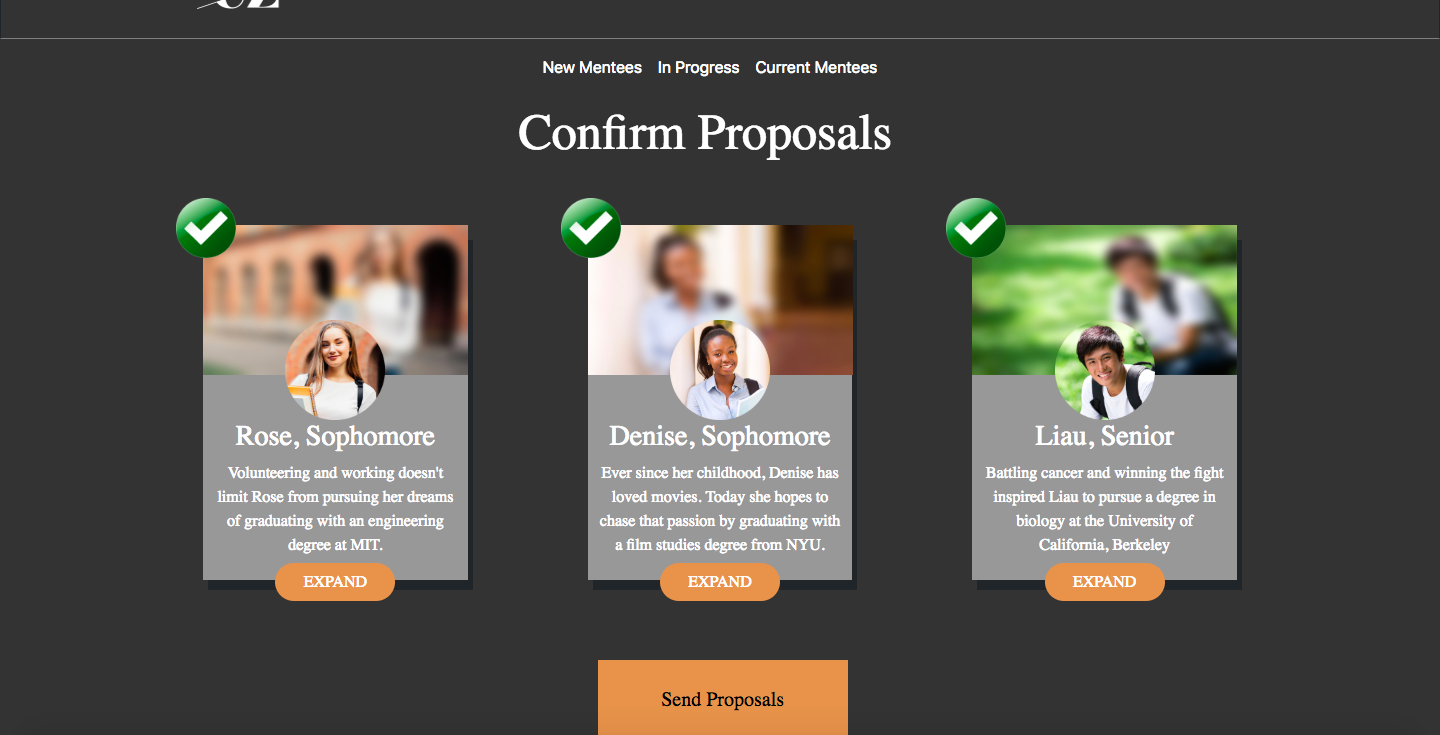 New Mentees In Progress Current Mentees
Confirm Proposals
Rose, Sophomore
Volunteering and working doesn't
limit Rose from pursuing her dreams
of graduating with an engineering
degree at MIT.
EXPAND
Denise, Sophomore
Ever since her childhood, Denise has
loved movies. Today she hopes to
chase that passion by graduating with
a film studies degree from NYU.
EXPAND
Liau, Senior
Battling cancer and winning the fight
inspired Liau to pursue a degree in
biology at the University of
California, Berkeley
EXPAND
Send Proposals